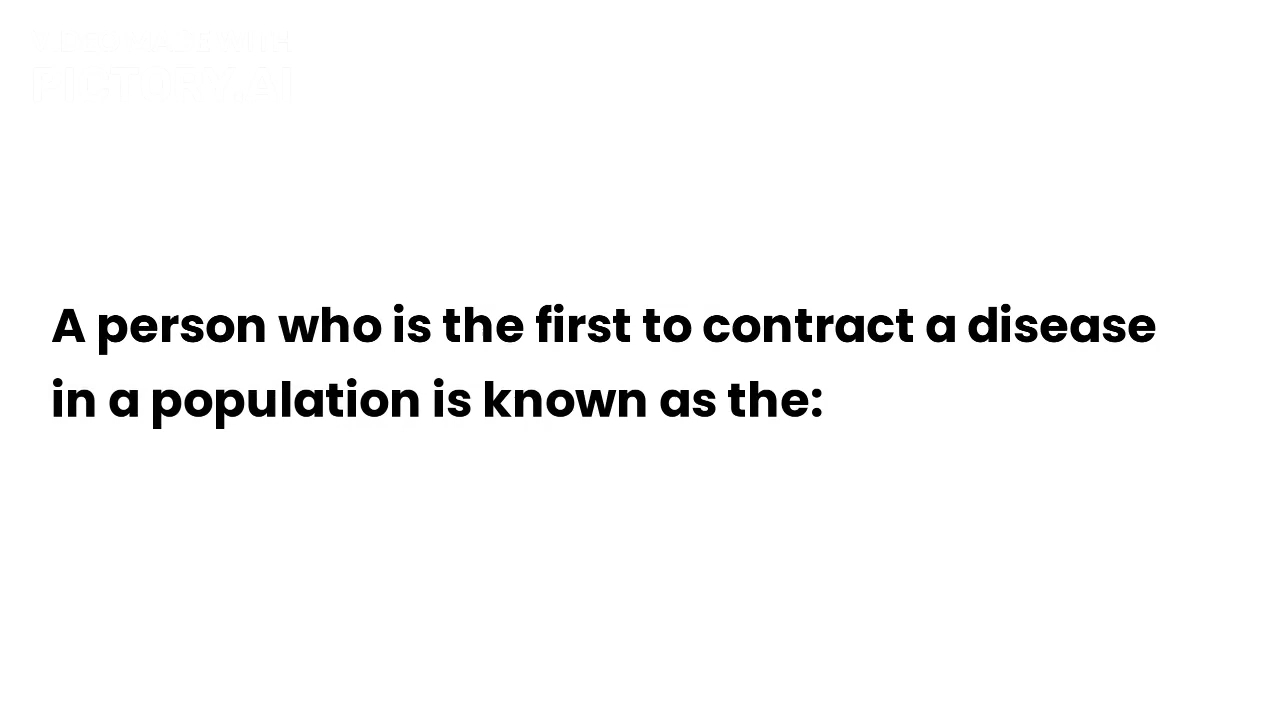 A person who is the first to contract a disease
in a population is known as the: